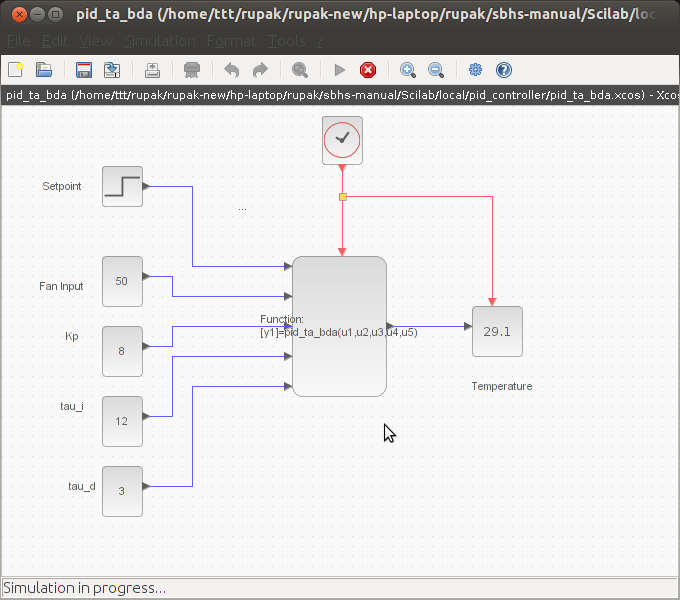 pid_ta_bda (/home/ttt/rupak/rupak-new/hp-laptop/rupak/sbhs-manual/Scilab/loc
File Edit View Simulation Format Tools ?
pid_ta_bda (/home/ttt/rupak/rupak-new/hp-laptop/rupak/sbhs-manual/Scilab/local/pid_controller/pid_ta_bda.xcos) - Xcos
Setpoint
...
Fan Input
50
Kp
8
Function:
[y1]=pid_ta_bda(u1,u2,u3,u4,u5)
29.1
Temperature
tau_i
12
tau_d
3
Simulation in progress...